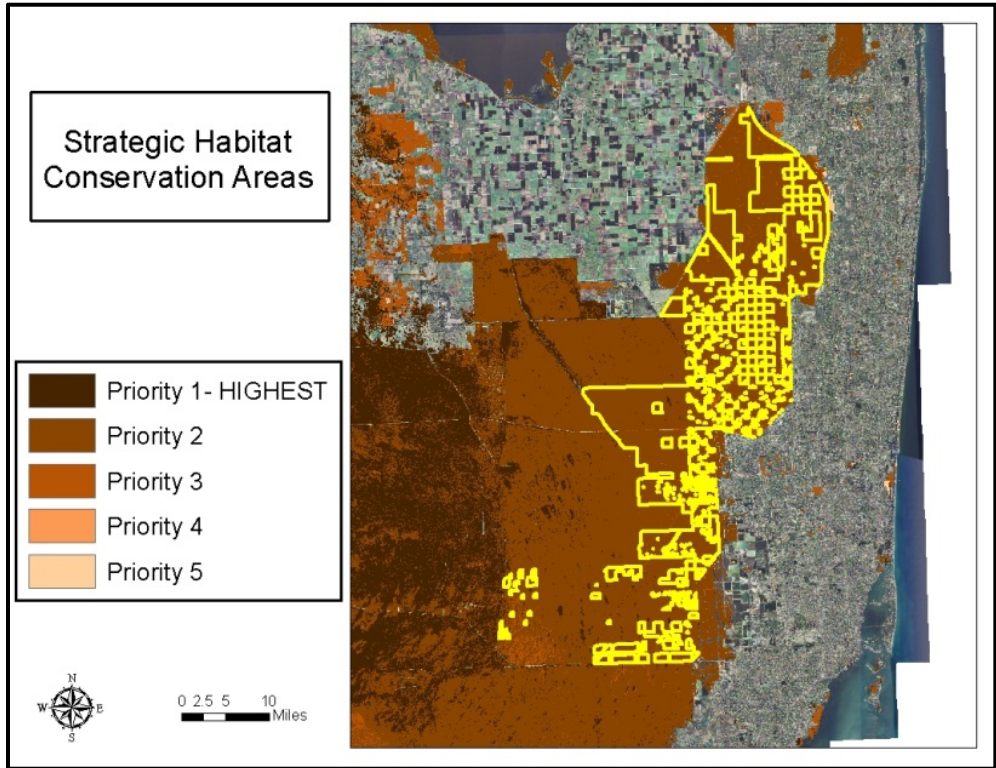 Strategic Habitat
Conservation Areas
Priority 1- HIGHEST
Priority 2
Priority 3
Priority 4
Priority 5
N
W E
S
0 2.5 5 10
Miles